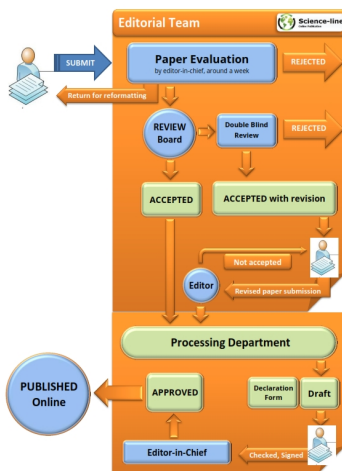 Editorial Team
Science-line
SUBMIT
Paper Evaluation
by editor-in-chief, around a week
REJECTED
Return for reformatting
REVIEW
Board
Double Blind
Review
REJECTED
ACCEPTED
ACCEPTED with revision
Not accepted
Editor
Revised paper submission
Processing Department
PUBLISHED
Online
APPROVED
Declaration
Form
Draft
Editor-in-Chief
Checked, Signed